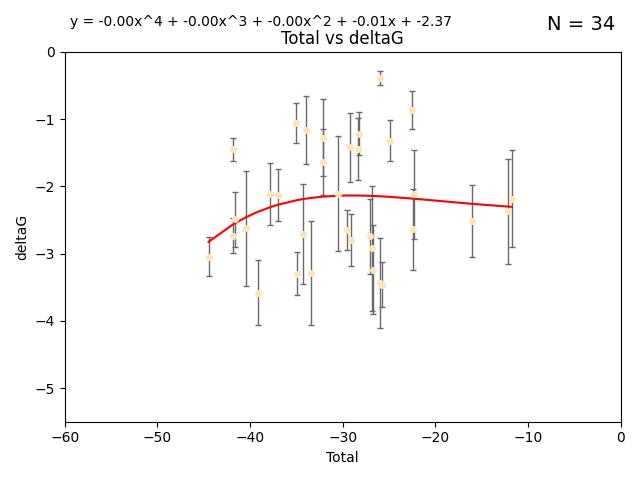 y = -0.00x^4 + -0.00x^3 + -0.00x^2 + -0.01x + -2.37
N = 34
Total vs deltaG
0
−1
−2
−3
−4
−5
deltaG
−60
−50
−40
−30
−20
−10
0
Total